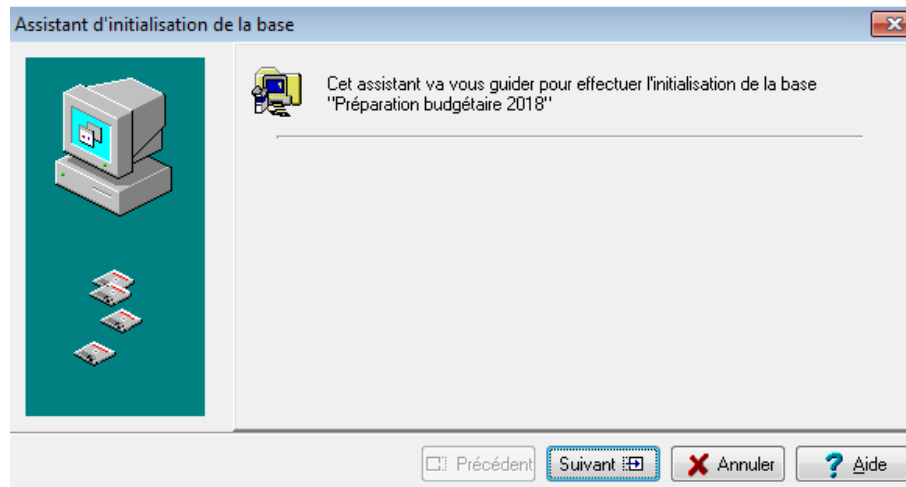 Assistant d'initialisation de la base
Cet assistant va vous guider pour effectuer l'initialisation de la base
"Préparation budgétaire 2018"
Précédent
Suivant
Annuler
Aide